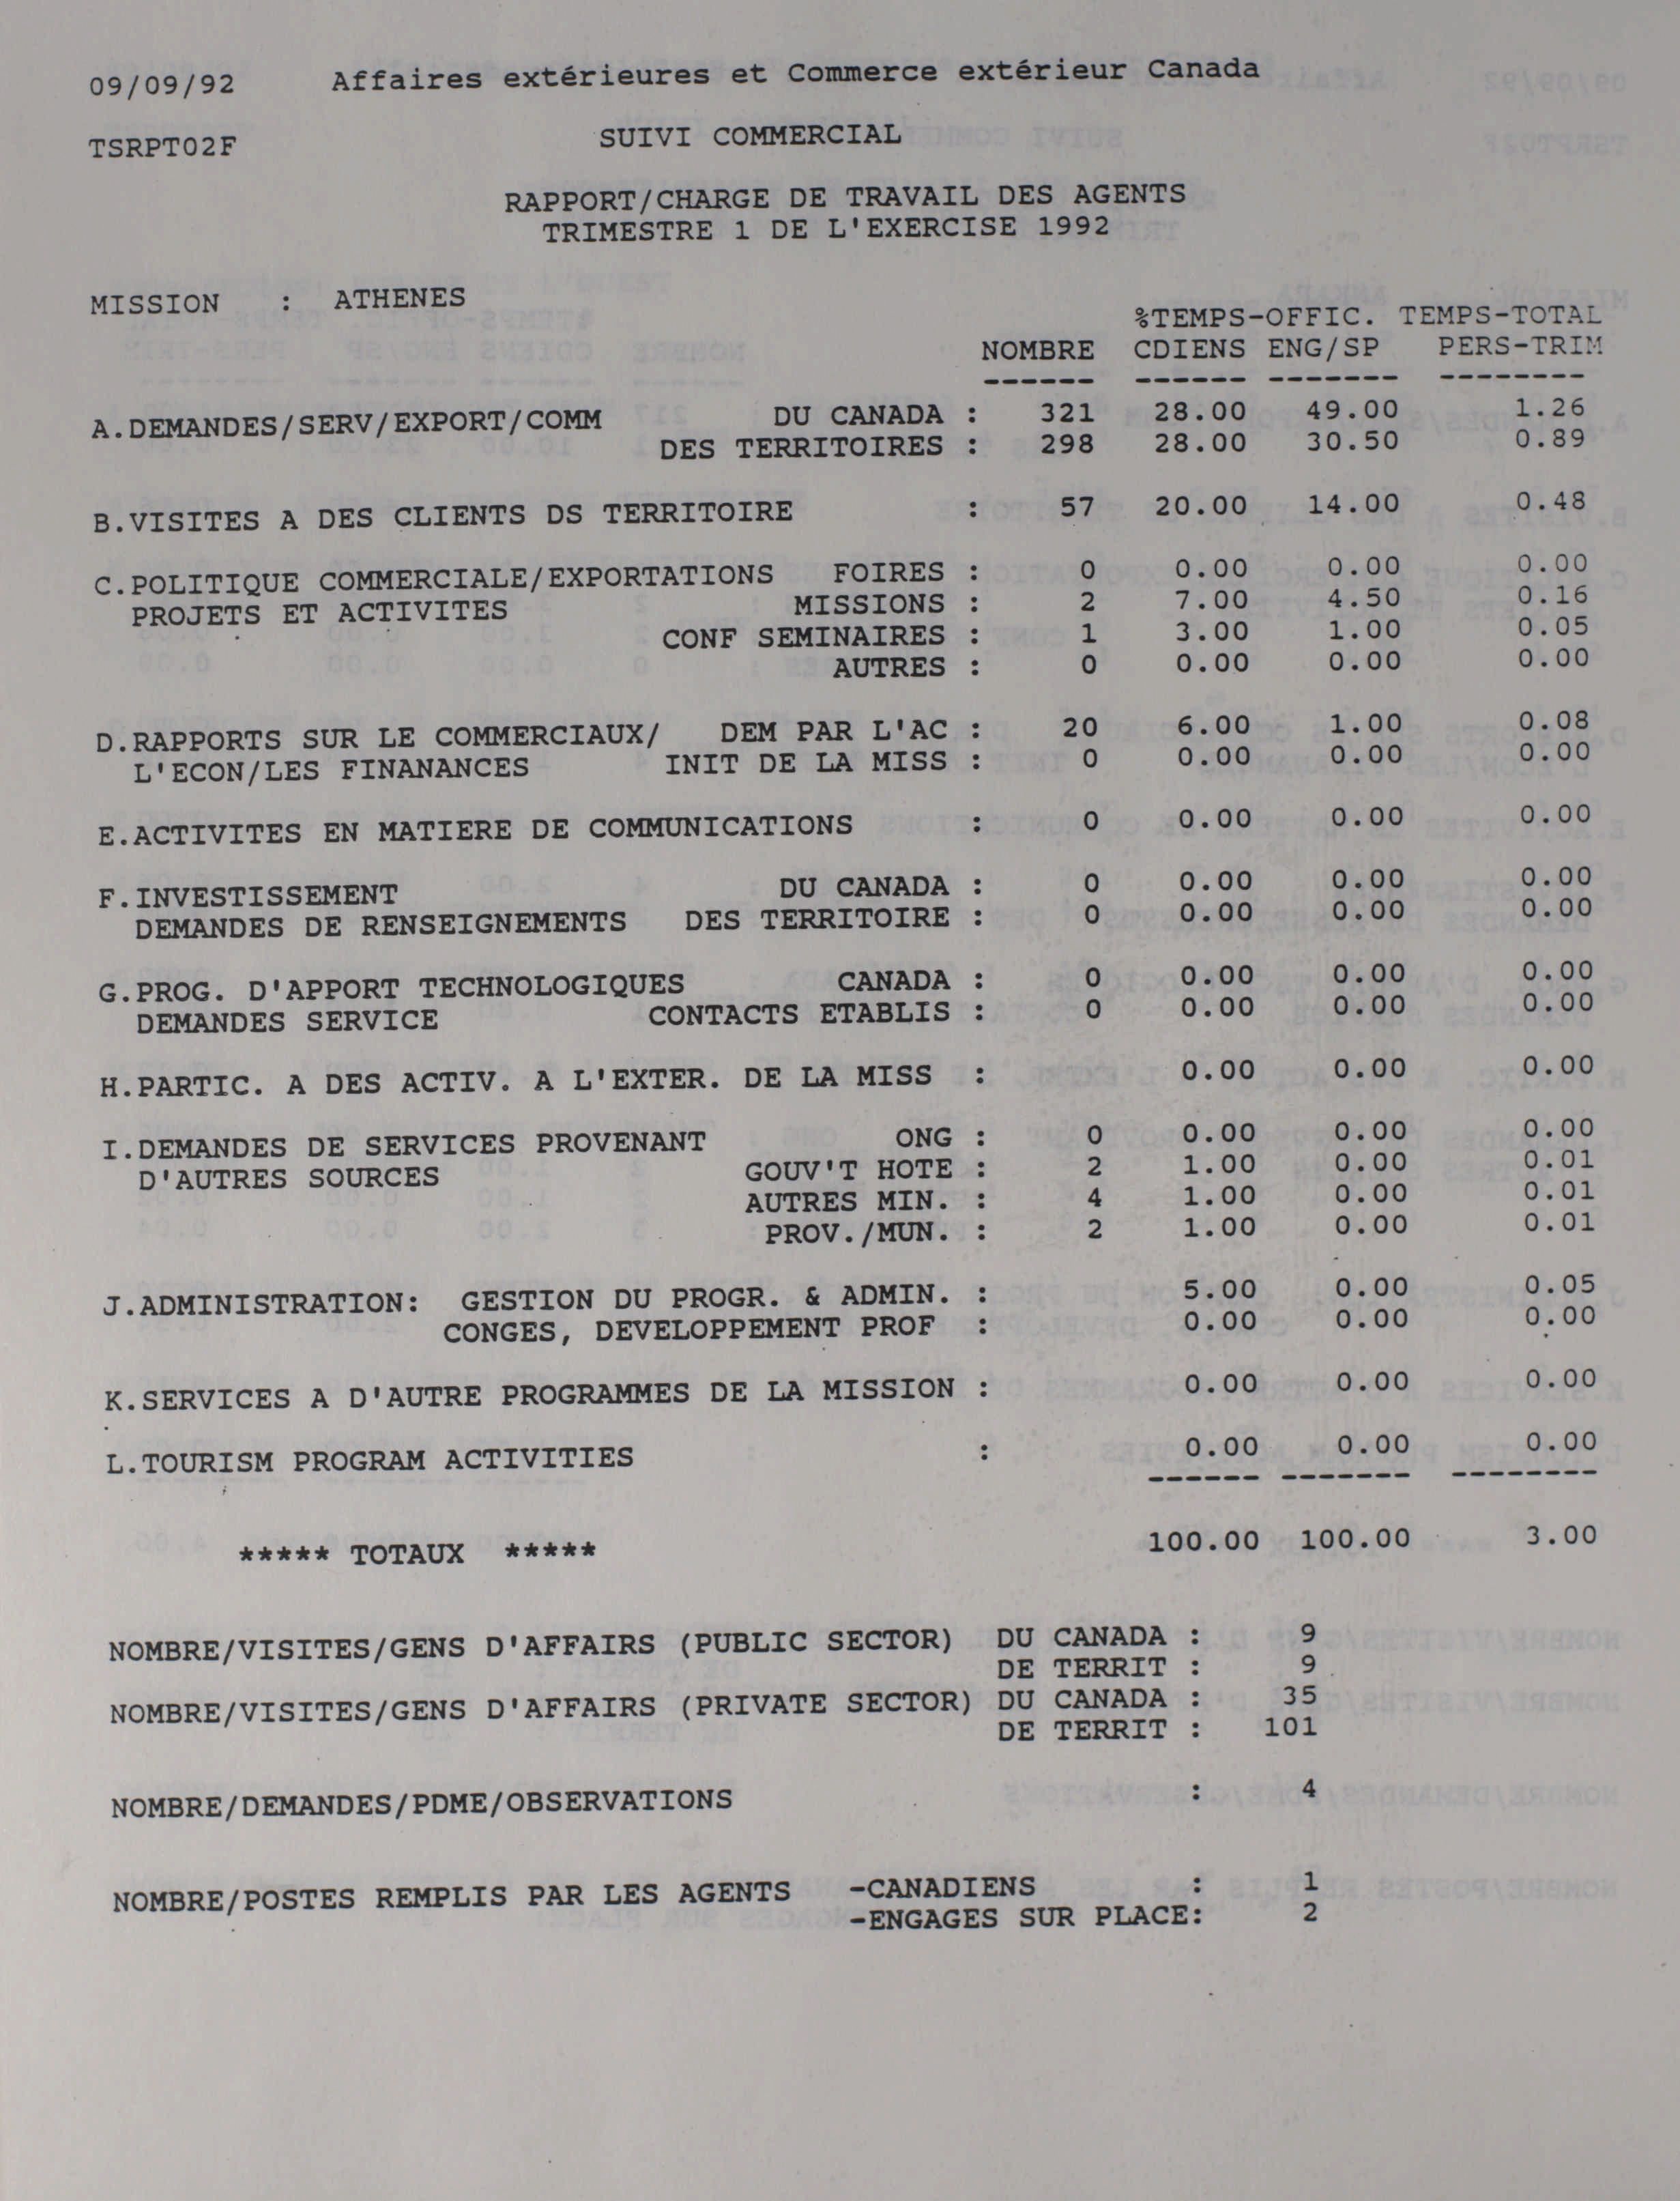 09/09/92 Affaires extérieures et Commerce extérieur Canada
TSRPT02F SUIVI COMMERCIAL
RAPPORT/CHARGE DE TRAVAIL DES AGENTS
TRIMESTRE 1 DE L'EXERCISE 1992
MISSION : ATHENES
%TEMPS-OFFIC. TEMPS-TOTAL
NOMBRE CDIENS ENG/SP PERS-TRIM
------ ------ ------- --------
A.DEMANDES/SERV/EXPORT/COMM DU CANADA : 321 28.00 49.00 1.26
DES TERRITOIRES : 298 28.00 30.50 0.89
B.VISITES A DES CLIENTS DS TERRITOIRE : 57 20.00 14.00 0.48
C.POLITIQUE COMMERCIALE/EXPORTATIONS FOIRES : 0 0.00 0.00 0.00
PROJETS ET ACTIVITES MISSIONS : 2 7.00 4.50 0.16
CONF SEMINAIRES : 1 3.00 1.00 0.05
AUTRES : 0 0.00 0.00 0.00
D.RAPPORTS SUR LE COMMERCIAUX/ DEM PAR L'AC : 20 6.00 1.00 0.08
L'ECON/LES FINANANCES INIT DE LA MISS : 0 0.00 0.00 0.00
E.ACTIVITES EN MATIERE DE COMMUNICATIONS : 0 0.00 0.00 0.00
F.INVESTISSEMENT DU CANADA : 0 0.00 0.00 0.00
DEMANDES DE RENSEIGNEMENTS DES TERRITOIRE : 0 0.00 0.00 0.00
G.PROG. D'APPORT TECHNOLOGIQUES CANADA : 0 0.00 0.00 0.00
DEMANDES SERVICE CONTACTS ETABLIS : 0 0.00 0.00 0.00
H.PARTIC. A DES ACTIV. A L'EXTER. DE LA MISS : 0.00 0.00 0.00
I.DEMANDES DE SERVICES PROVENANT ONG : 0 0.00 0.00 0.00
D'AUTRES SOURCES GOUV'T HOTE : 2 1.00 0.00 0.01
AUTRES MIN. : 4 1.00 0.00 0.01
PROV./MUN. : 2 1.00 0.00 0.01
J.ADMINISTRATION: GESTION DU PROGR. & ADMIN. : 5.00 0.00 0.05
CONGES, DEVELOPPEMENT PROF : 0.00 0.00 0.00
K.SERVICES A D'AUTRE PROGRAMMES DE LA MISSION : 0.00 0.00 0.00
L.TOURISM PROGRAM ACTIVITIES : 0.00 0.00 0.00
------ ------- --------
***** TOTAUX ***** 100.00 100.00 3.00
NOMBRE/VISITES/GENS D'AFFAIRS (PUBLIC SECTOR) DU CANADA : 9
DE TERRIT : 9
NOMBRE/VISITES/GENS D'AFFAIRS (PRIVATE SECTOR) DU CANADA : 35
DE TERRIT : 101
NOMBRE/DEMANDES/PDME/OBSERVATIONS : 4
NOMBRE/POSTES REMPLIS PAR LES AGENTS -CANADIENS : 1
-ENGAGES SUR PLACE: 2